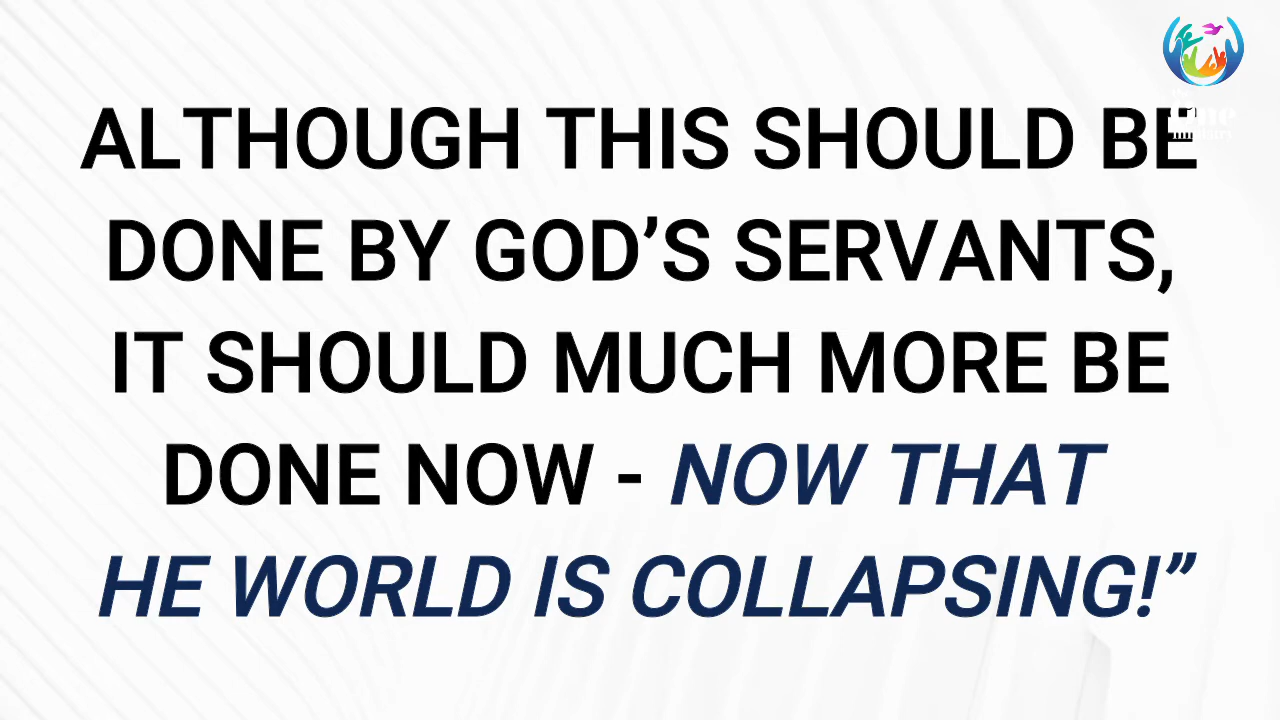 ALTHOUGH THIS SHOULD BE
DONE BY GOD’S SERVANTS,
IT SHOULD MUCH MORE BE
DONE NOW - NOW THAT
HE WORLD IS COLLAPSING!”
ministry